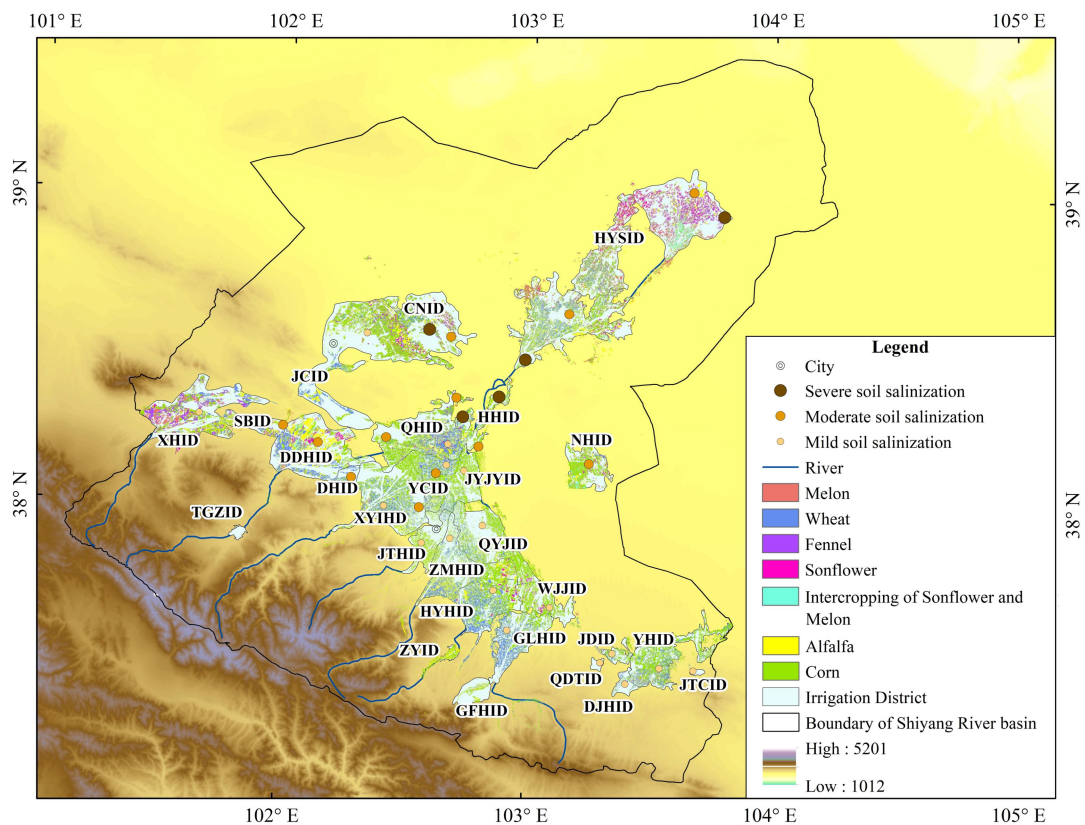 101° E 102° E 103° E 104° E 105° E
39° N
39° N
HYSID
CNID
JCID
HHID
QHID
SBID
XHID
DDHID
NHID
JYJYID
YCID
DHID
38° N
38° N
TGZID
XYIHD
QYJID
JTHID
ZMHID
WJJID
HYHID
GLHID
JDID YHID
ZYID
QDTID
JTCID
DJHID
GFHID
Legend
City
Severe soil salinization
Moderate soil salinization
Mild soil salinization
River
Melon
Wheat
Fennel
Sonflower
Intercropping of Sonflower and
Melon
Alfalfa
Corn
Irrigation District
Boundary of Shiyang River basin
High : 5201
Low : 1012
102° E 103° E 104° E 105° E